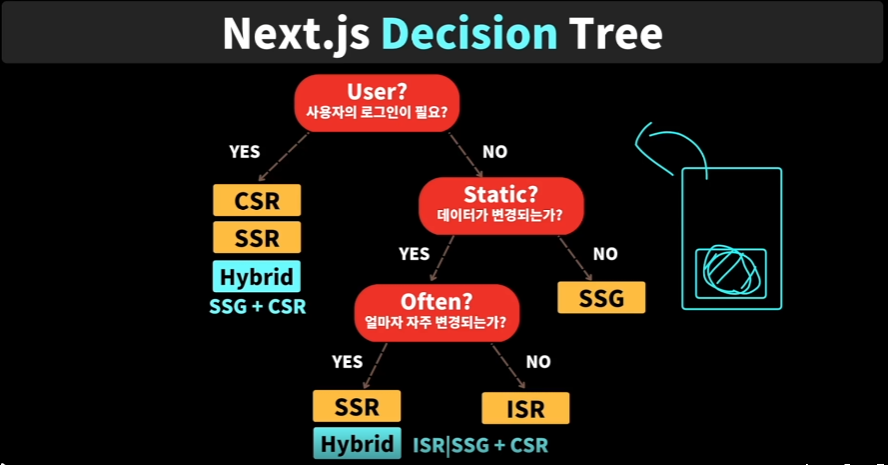 Next.js Decision Tree
User?
사용자의 로그인이 필요?
YES
NO
CSR
SSR
Hybrid
SSG + CSR
Static?
데이터가 변경되는가?
YES
NO
SSG
Often?
얼마자 자주 변경되는가?
YES
NO
SSR
Hybrid
ISR|SSG + CSR
ISR